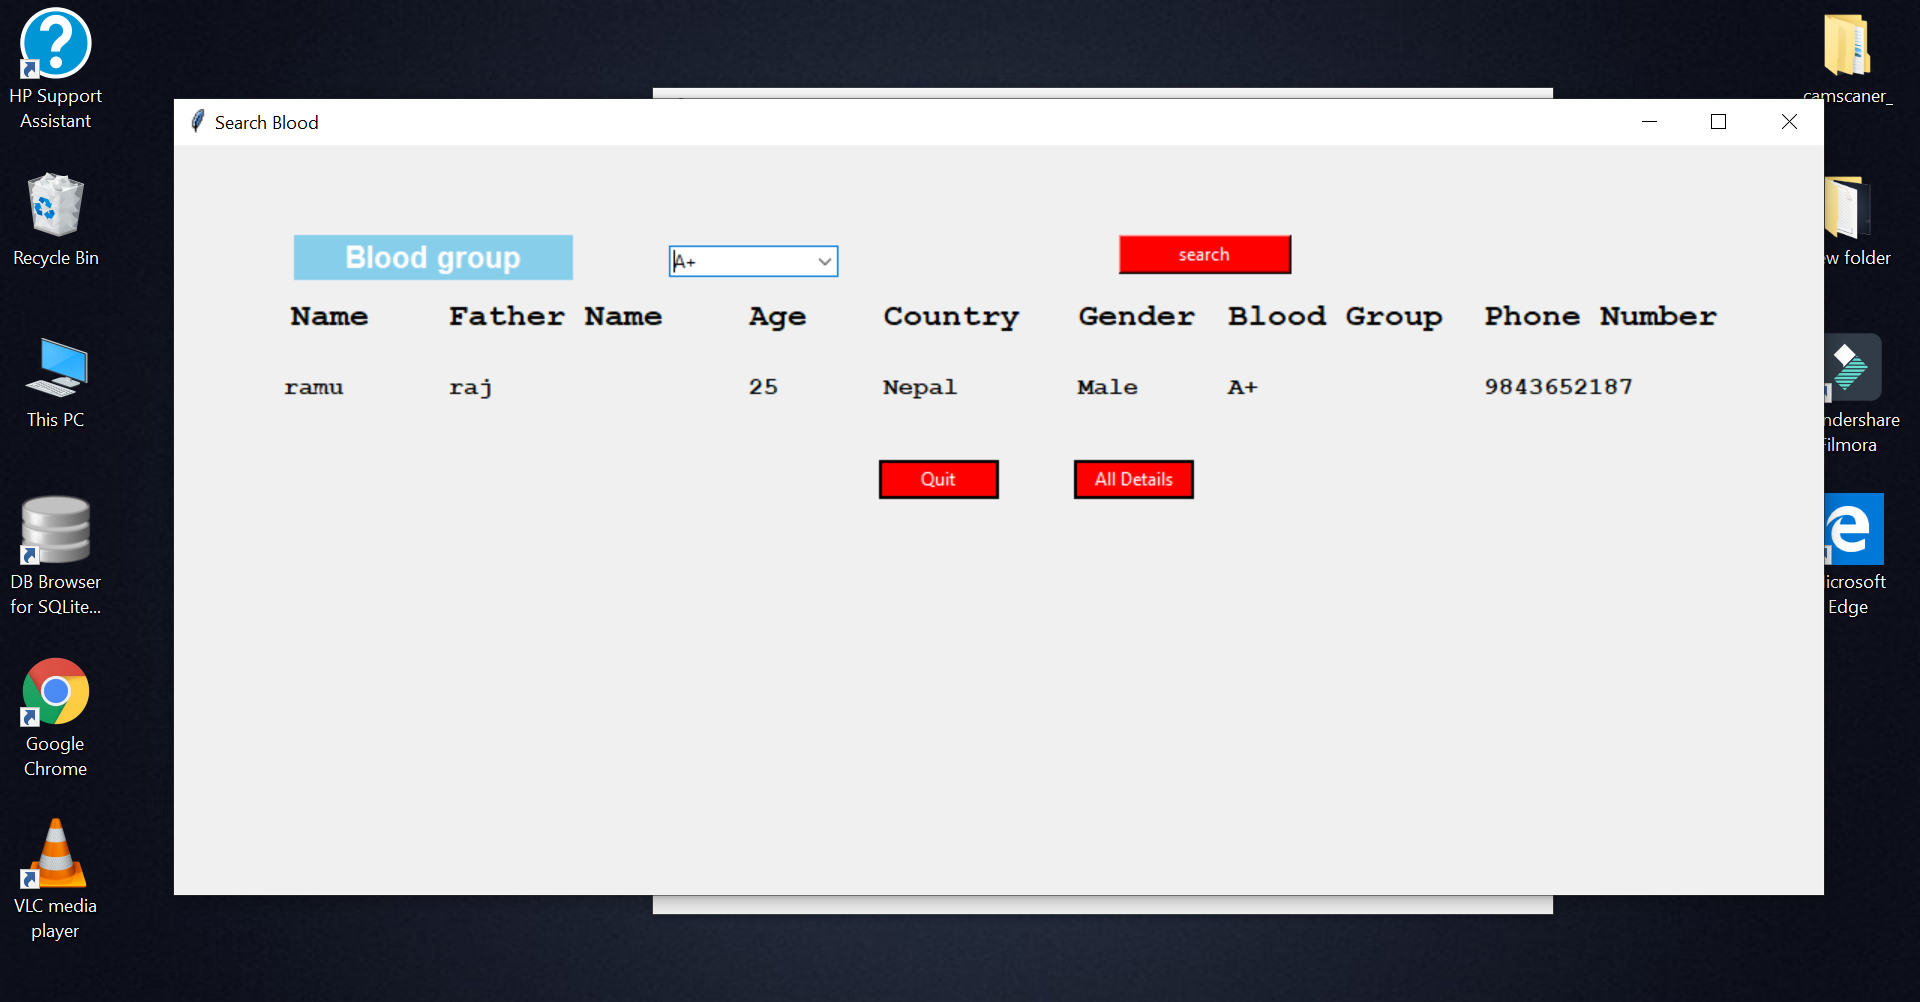 HP Support
Assistant
Recycle Bin
This PC
DB Browser
for SQLite...
Google
Chrome
VLC media
player
Search Blood
Blood group
A+
search
Name Father Name Age Country Gender Blood Group Phone Number
ramu raj 25 Nepal Male A+ 9843652187
Quit
All Details
camscaner_
ew folder
ndershare
Filmora
icrosoft
Edge